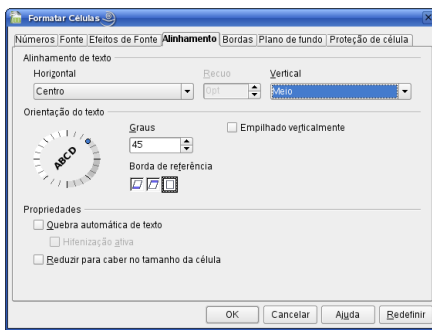 Formatar Células
Números Fonte Efeitos de Fonte Alinhamento Bordas Plano de fundo Proteção de célula
Alinhamento de texto
Horizontal Recuo Vertical
Centro 0pt Meio
Orientação do texto
ABCD
Graus Empilhado verticalmente
45
Borda de referência
Propriedades
Quebra automática de texto
Hifenização ativa
Reduzir para caber no tamanho da célula
OK Cancelar Ajuda Redefinir